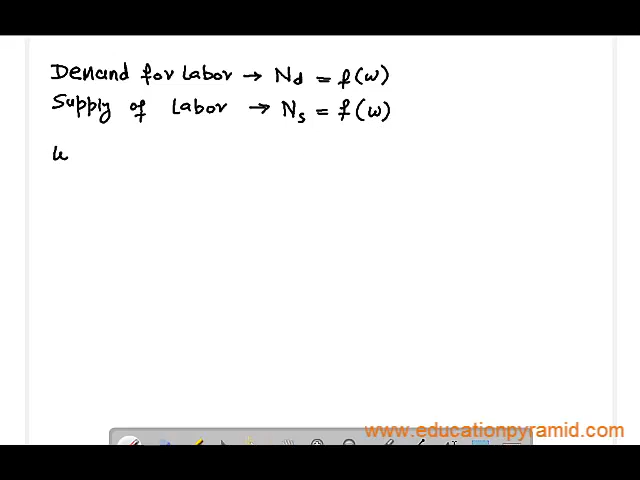 Demand for Labor → Nd = f(w)
Supply of Labor → Ns = f(w)
www.educationpyramid.com